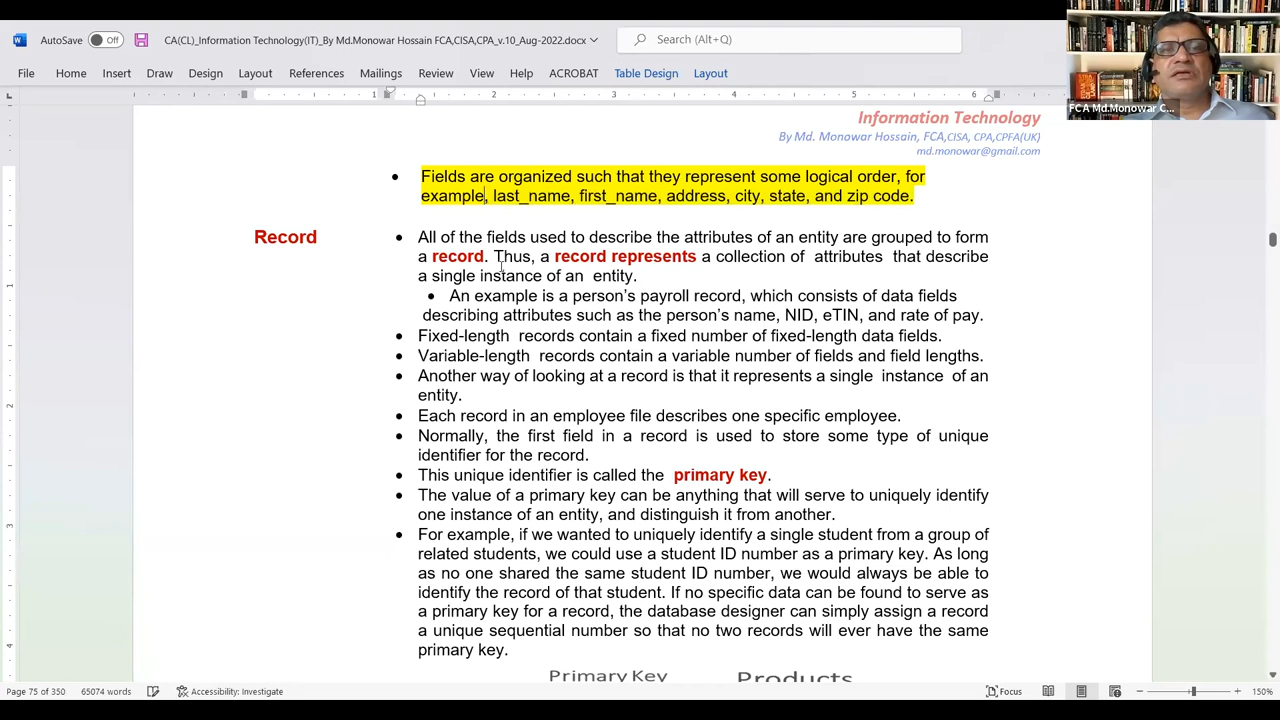 AutoSave Off
CA(CL)_Information Technology(IT)_By Md.Monowar Hossain FCA,CISA,CPA_v.10_Aug-2022.docx
Search (Alt+Q)
FCA Md.Monowar C...
File Home Insert Draw Design Layout References Mailings Review View Help ACROBAT Table Design Layout
1 2 3 4 5 6
Information Technology
By Md. Monowar Hossain, FCA,CISA, CPA,CPFA(UK)
md.monowar@gmail.com
• Fields are organized such that they represent some logical order, for
example, last_name, first_name, address, city, state, and zip code.
Record
• All of the fields used to describe the attributes of an entity are grouped to form
a record. Thus, a record represents a collection of attributes that describe
a single instance of an entity.
• An example is a person’s payroll record, which consists of data fields
describing attributes such as the person’s name, NID, eTIN, and rate of pay.
• Fixed-length records contain a fixed number of fixed-length data fields.
• Variable-length records contain a variable number of fields and field lengths.
• Another way of looking at a record is that it represents a single instance of an
entity.
• Each record in an employee file describes one specific employee.
• Normally, the first field in a record is used to store some type of unique
identifier for the record.
• This unique identifier is called the primary key.
• The value of a primary key can be anything that will serve to uniquely identify
one instance of an entity, and distinguish it from another.
• For example, if we wanted to uniquely identify a single student from a group of
related students, we could use a student ID number as a primary key. As long
as no one shared the same student ID number, we would always be able to
identify the record of that student. If no specific data can be found to serve as
a primary key for a record, the database designer can simply assign a record
a unique sequential number so that no two records will ever have the same
primary key.
Primary Key Products
1
2
3
4
Page 75 of 350 65074 words Accessibility: Investigate Focus 150%